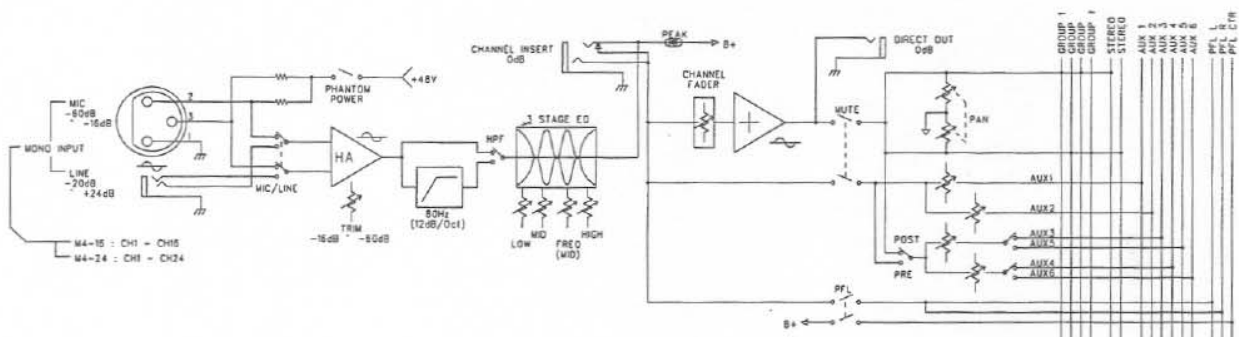 MIC
-60dB
- -16dB
MONO INPUT
LINE
-20dB
- +24dB
M4-16 : CH1 - CH16
M4-24 : CH1 - CH24
2
3
1
PHANTOM
POWER
+48V
MIC/LINE
HA
TRIM
-16dB - -60dB
80Hz
(12dB/Oct)
HPF
3 STAGE EQ
LOW
MID
FREQ
(MID)
HIGH
CHANNEL INSERT
0dB
PEAK
B+
CHANNEL
FADER
+
DIRECT OUT
0dB
MUTE
PAN
AUX1
AUX2
AUX3
AUX5
AUX4
AUX6
POST
PRE
PFL
B+
GROUP 1
GROUP
GROUP
GROUP
STEREO
STEREO
AUX 1
AUX 2
AUX 3
AUX 4
AUX 5
AUX 6
PFL L
PFL R
PFL CTR